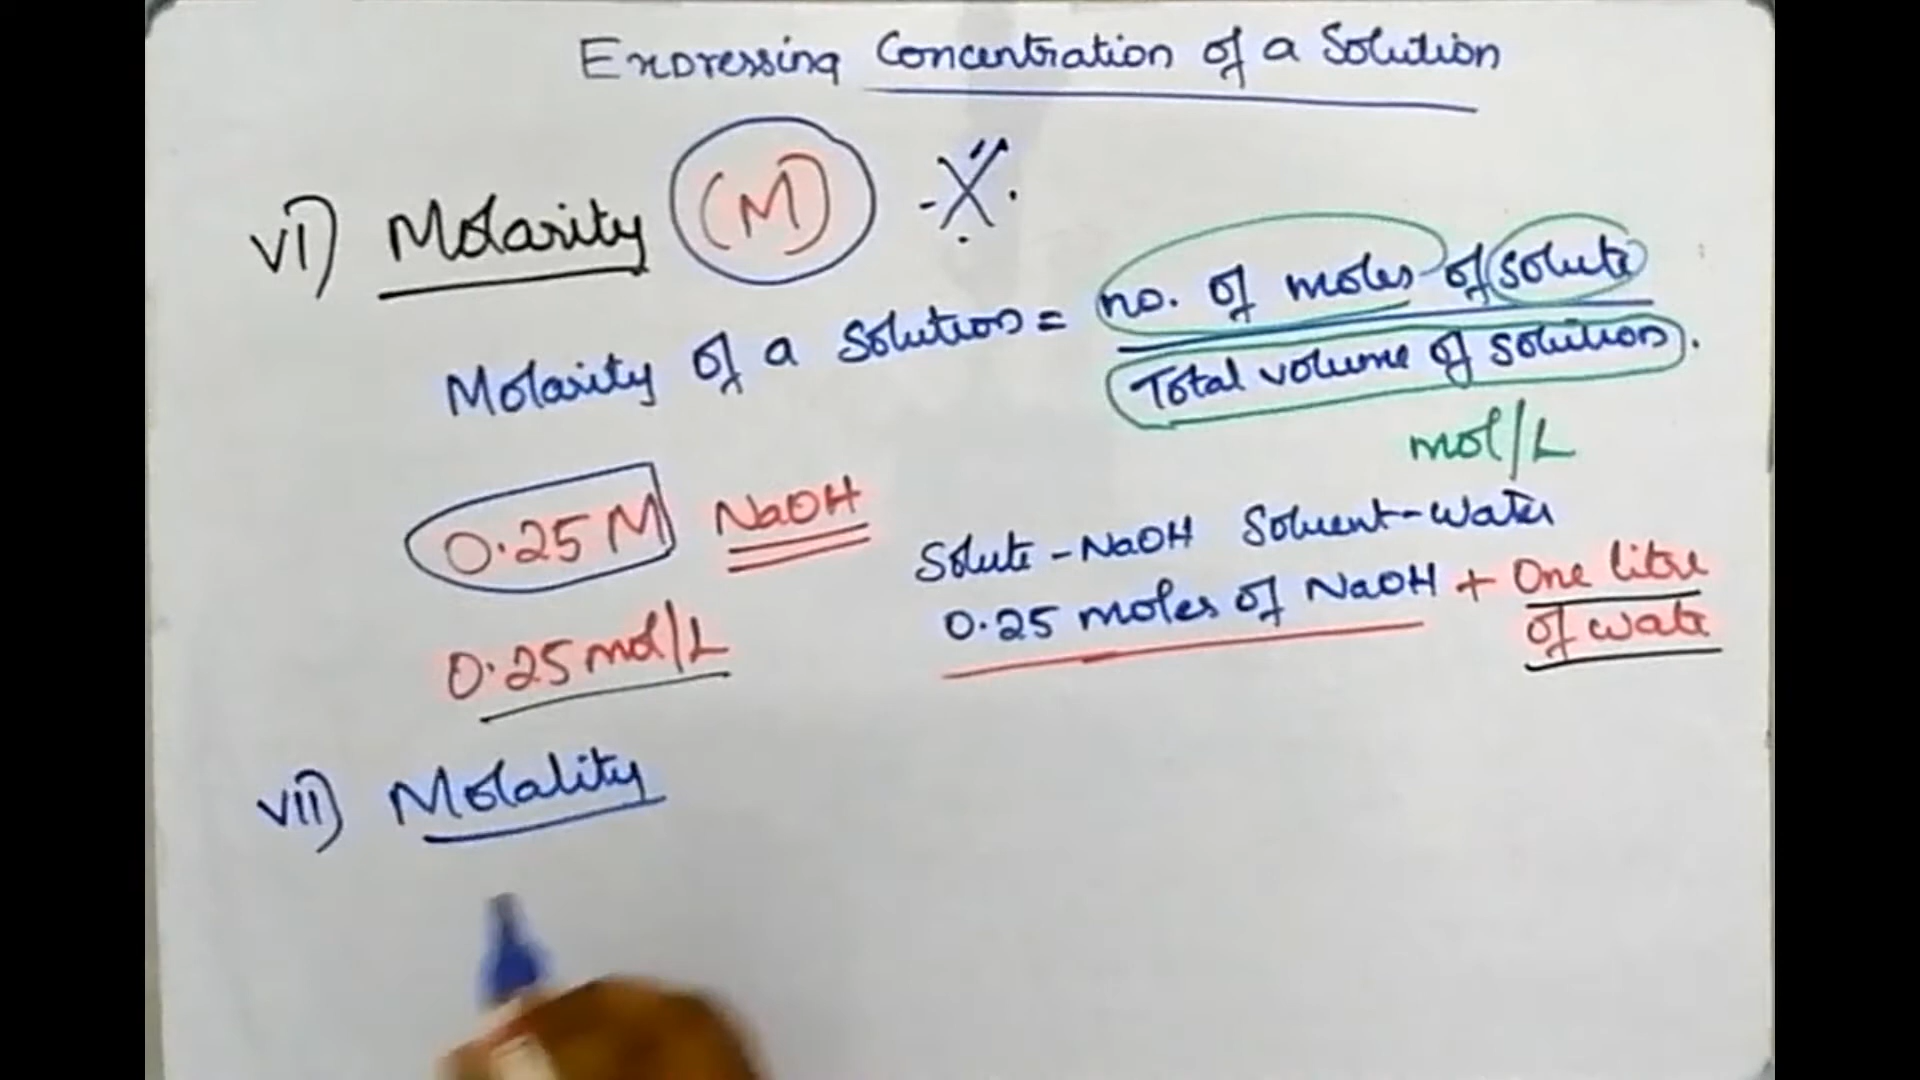 Expressing Concentration of a Solution
vi) Molarity (M)
Molarity of a Solution = no. of moles of solute
Total volume of solution.
mol/L
0.25 M NaOH
Solute - NaOH Solvent - Water
0.25 moles of NaOH + One litre
of wate
0.25 mol/L
vii) Molality